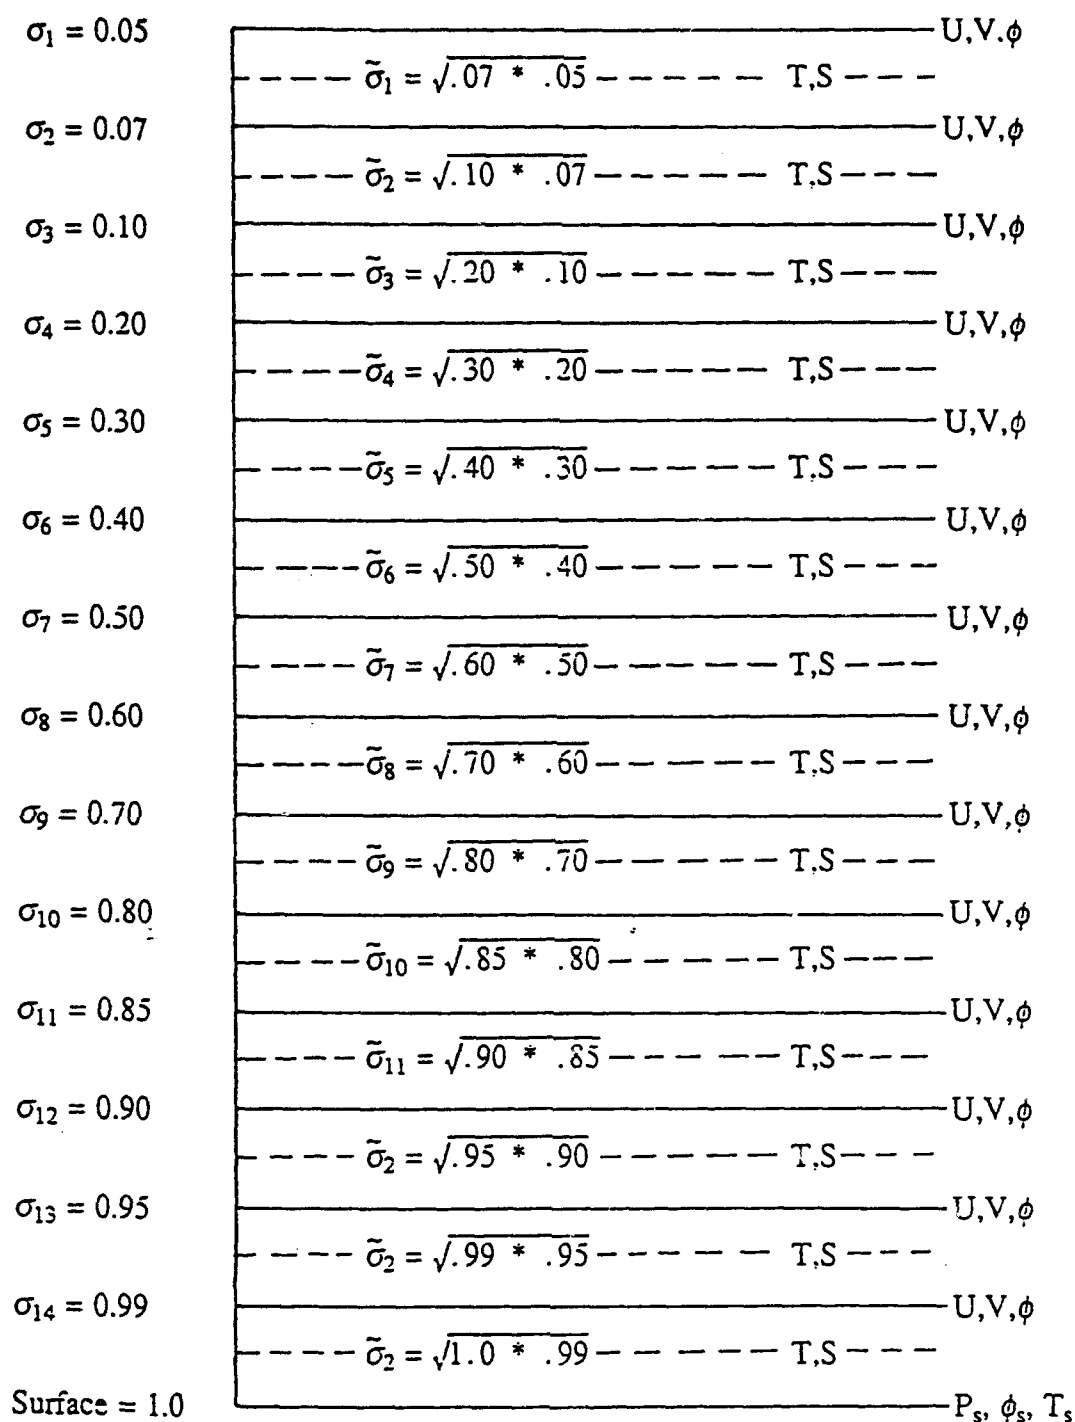 σ₁ = 0.05 U,V.ϕ
σ̃₁ = √.07 * .05 T,S
σ₂ = 0.07 U,V,ϕ
σ̃₂ = √.10 * .07 T,S
σ₃ = 0.10 U,V,ϕ
σ̃₃ = √.20 * .10 T,S
σ₄ = 0.20 U,V,ϕ
σ̃₄ = √.30 * .20 T,S
σ₅ = 0.30 U,V,ϕ
σ̃₅ = √.40 * .30 T,S
σ₆ = 0.40 U,V,ϕ
σ̃₆ = √.50 * .40 T,S
σ₇ = 0.50 U,V,ϕ
σ̃₇ = √.60 * .50 T,S
σ₈ = 0.60 U,V,ϕ
σ̃₈ = √.70 * .60 T,S
σ₉ = 0.70 U,V,ϕ
σ̃₉ = √.80 * .70 T,S
σ₁₀ = 0.80 U,V,ϕ
σ̃₁₀ = √.85 * .80 T,S
σ₁₁ = 0.85 U,V,ϕ
σ̃₁₁ = √.90 * .85 T,S
σ₁₂ = 0.90 U,V,ϕ
σ̃₂ = √.95 * .90 T,S
σ₁₃ = 0.95 U,V,ϕ
σ̃₂ = √.99 * .95 T,S
σ₁₄ = 0.99 U,V,ϕ
σ̃₂ = √1.0 * .99 T,S
Surface = 1.0 Pₛ, ϕₛ, Tₛ